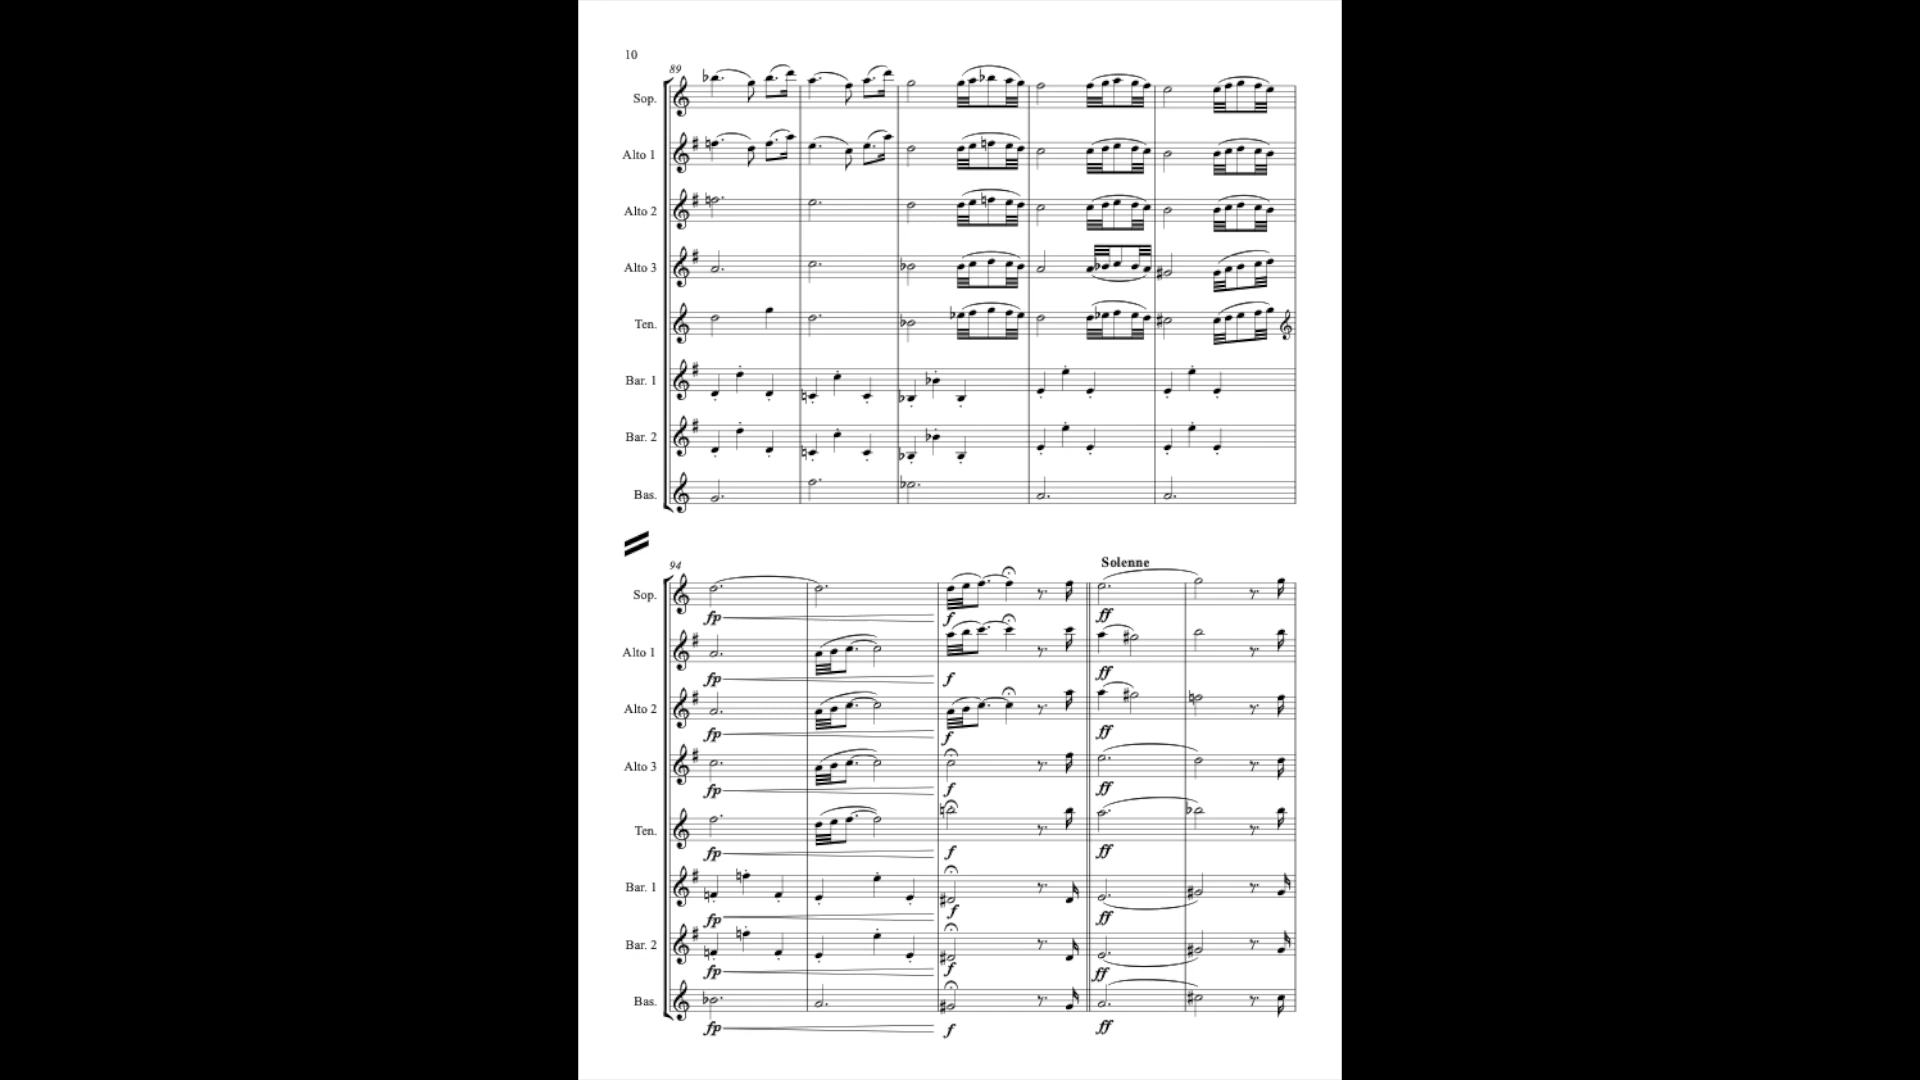 10
89
Sop.
Alto 1
Alto 2
Alto 3
Ten.
Bar. 1
Bar. 2
Bas.
94
Solenne
Sop.
fp f ff
Alto 1
fp f ff
Alto 2
fp f ff
Alto 3
fp f ff
Ten.
fp f ff
Bar. 1
fp f ff
Bar. 2
fp f ff
Bas.
fp f ff